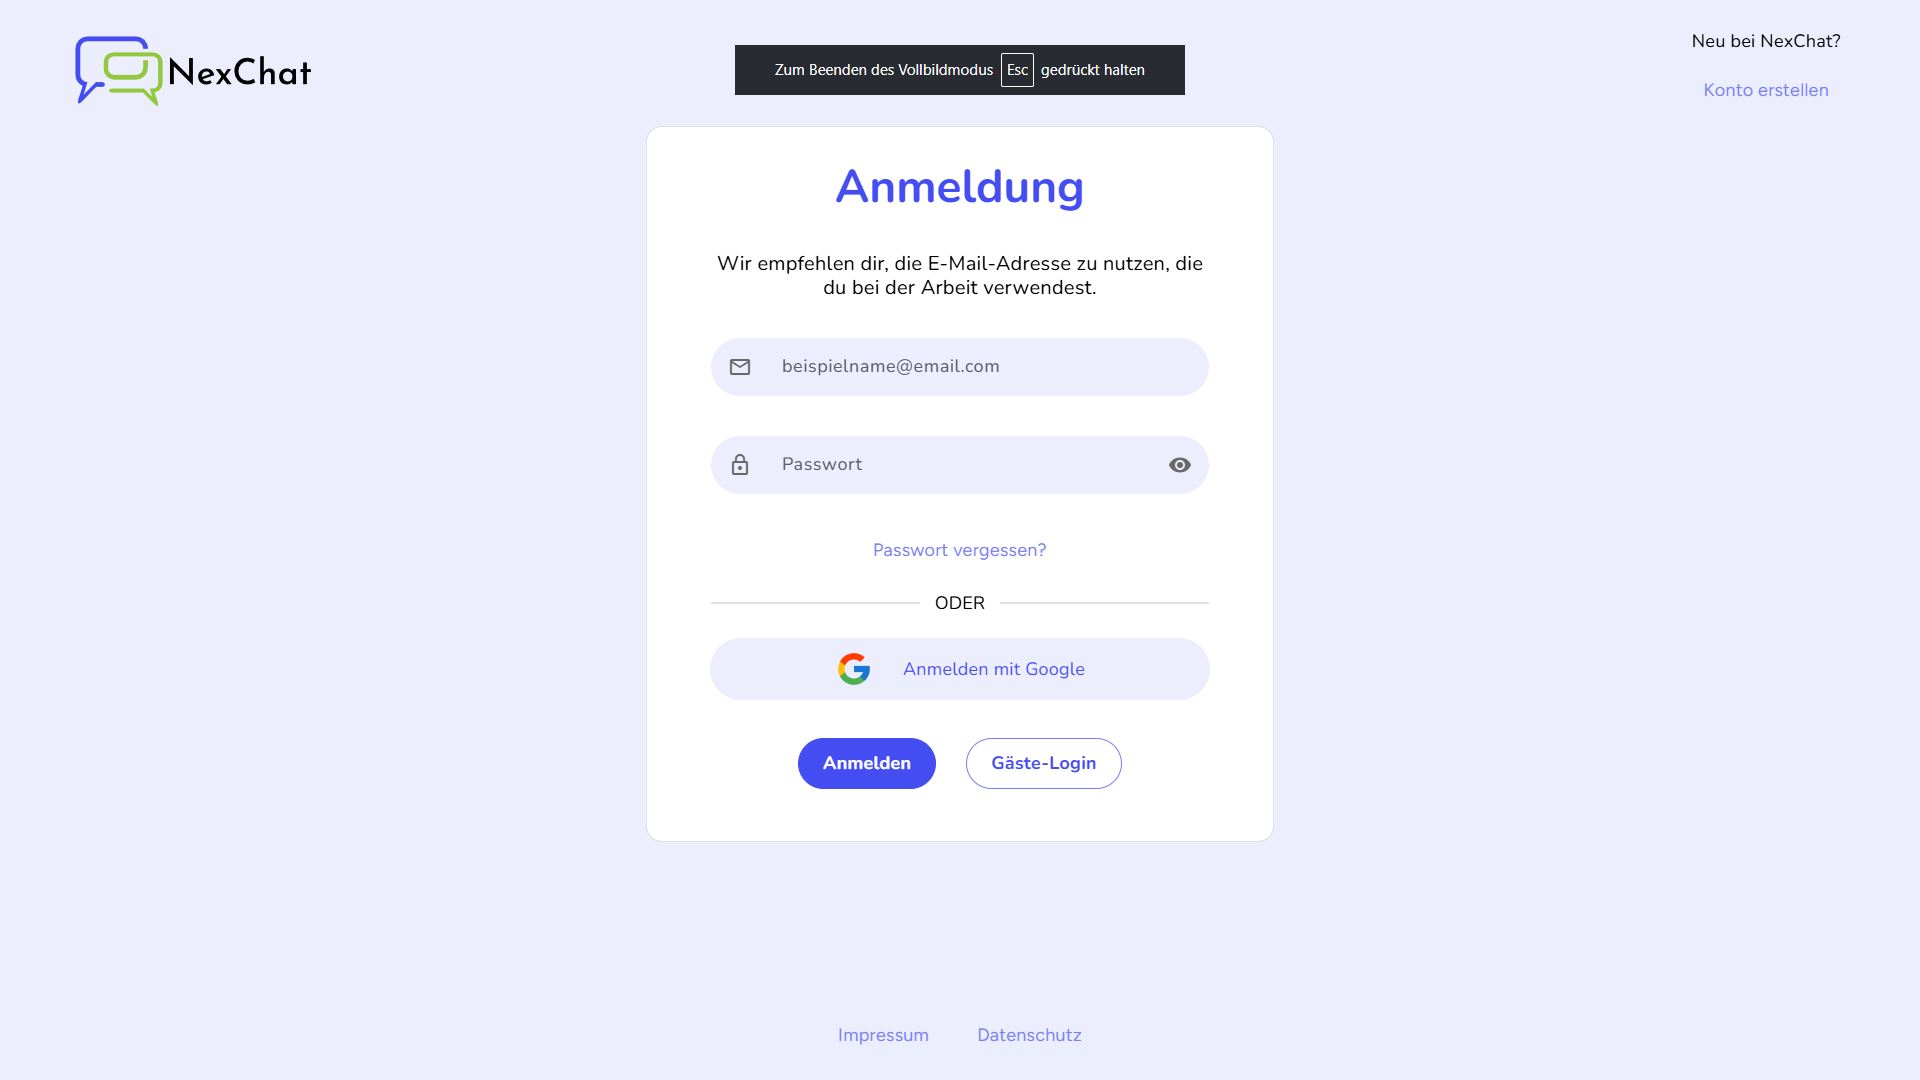 NexChat
Zum Beenden des Vollbildmodus Esc gedrückt halten
Neu bei NexChat?
Konto erstellen
Anmeldung
Wir empfehlen dir, die E-Mail-Adresse zu nutzen, die
du bei der Arbeit verwendest.
beispielname@email.com
Passwort
Passwort vergessen?
ODER
Anmelden mit Google
Anmelden
Gäste-Login
Impressum
Datenschutz